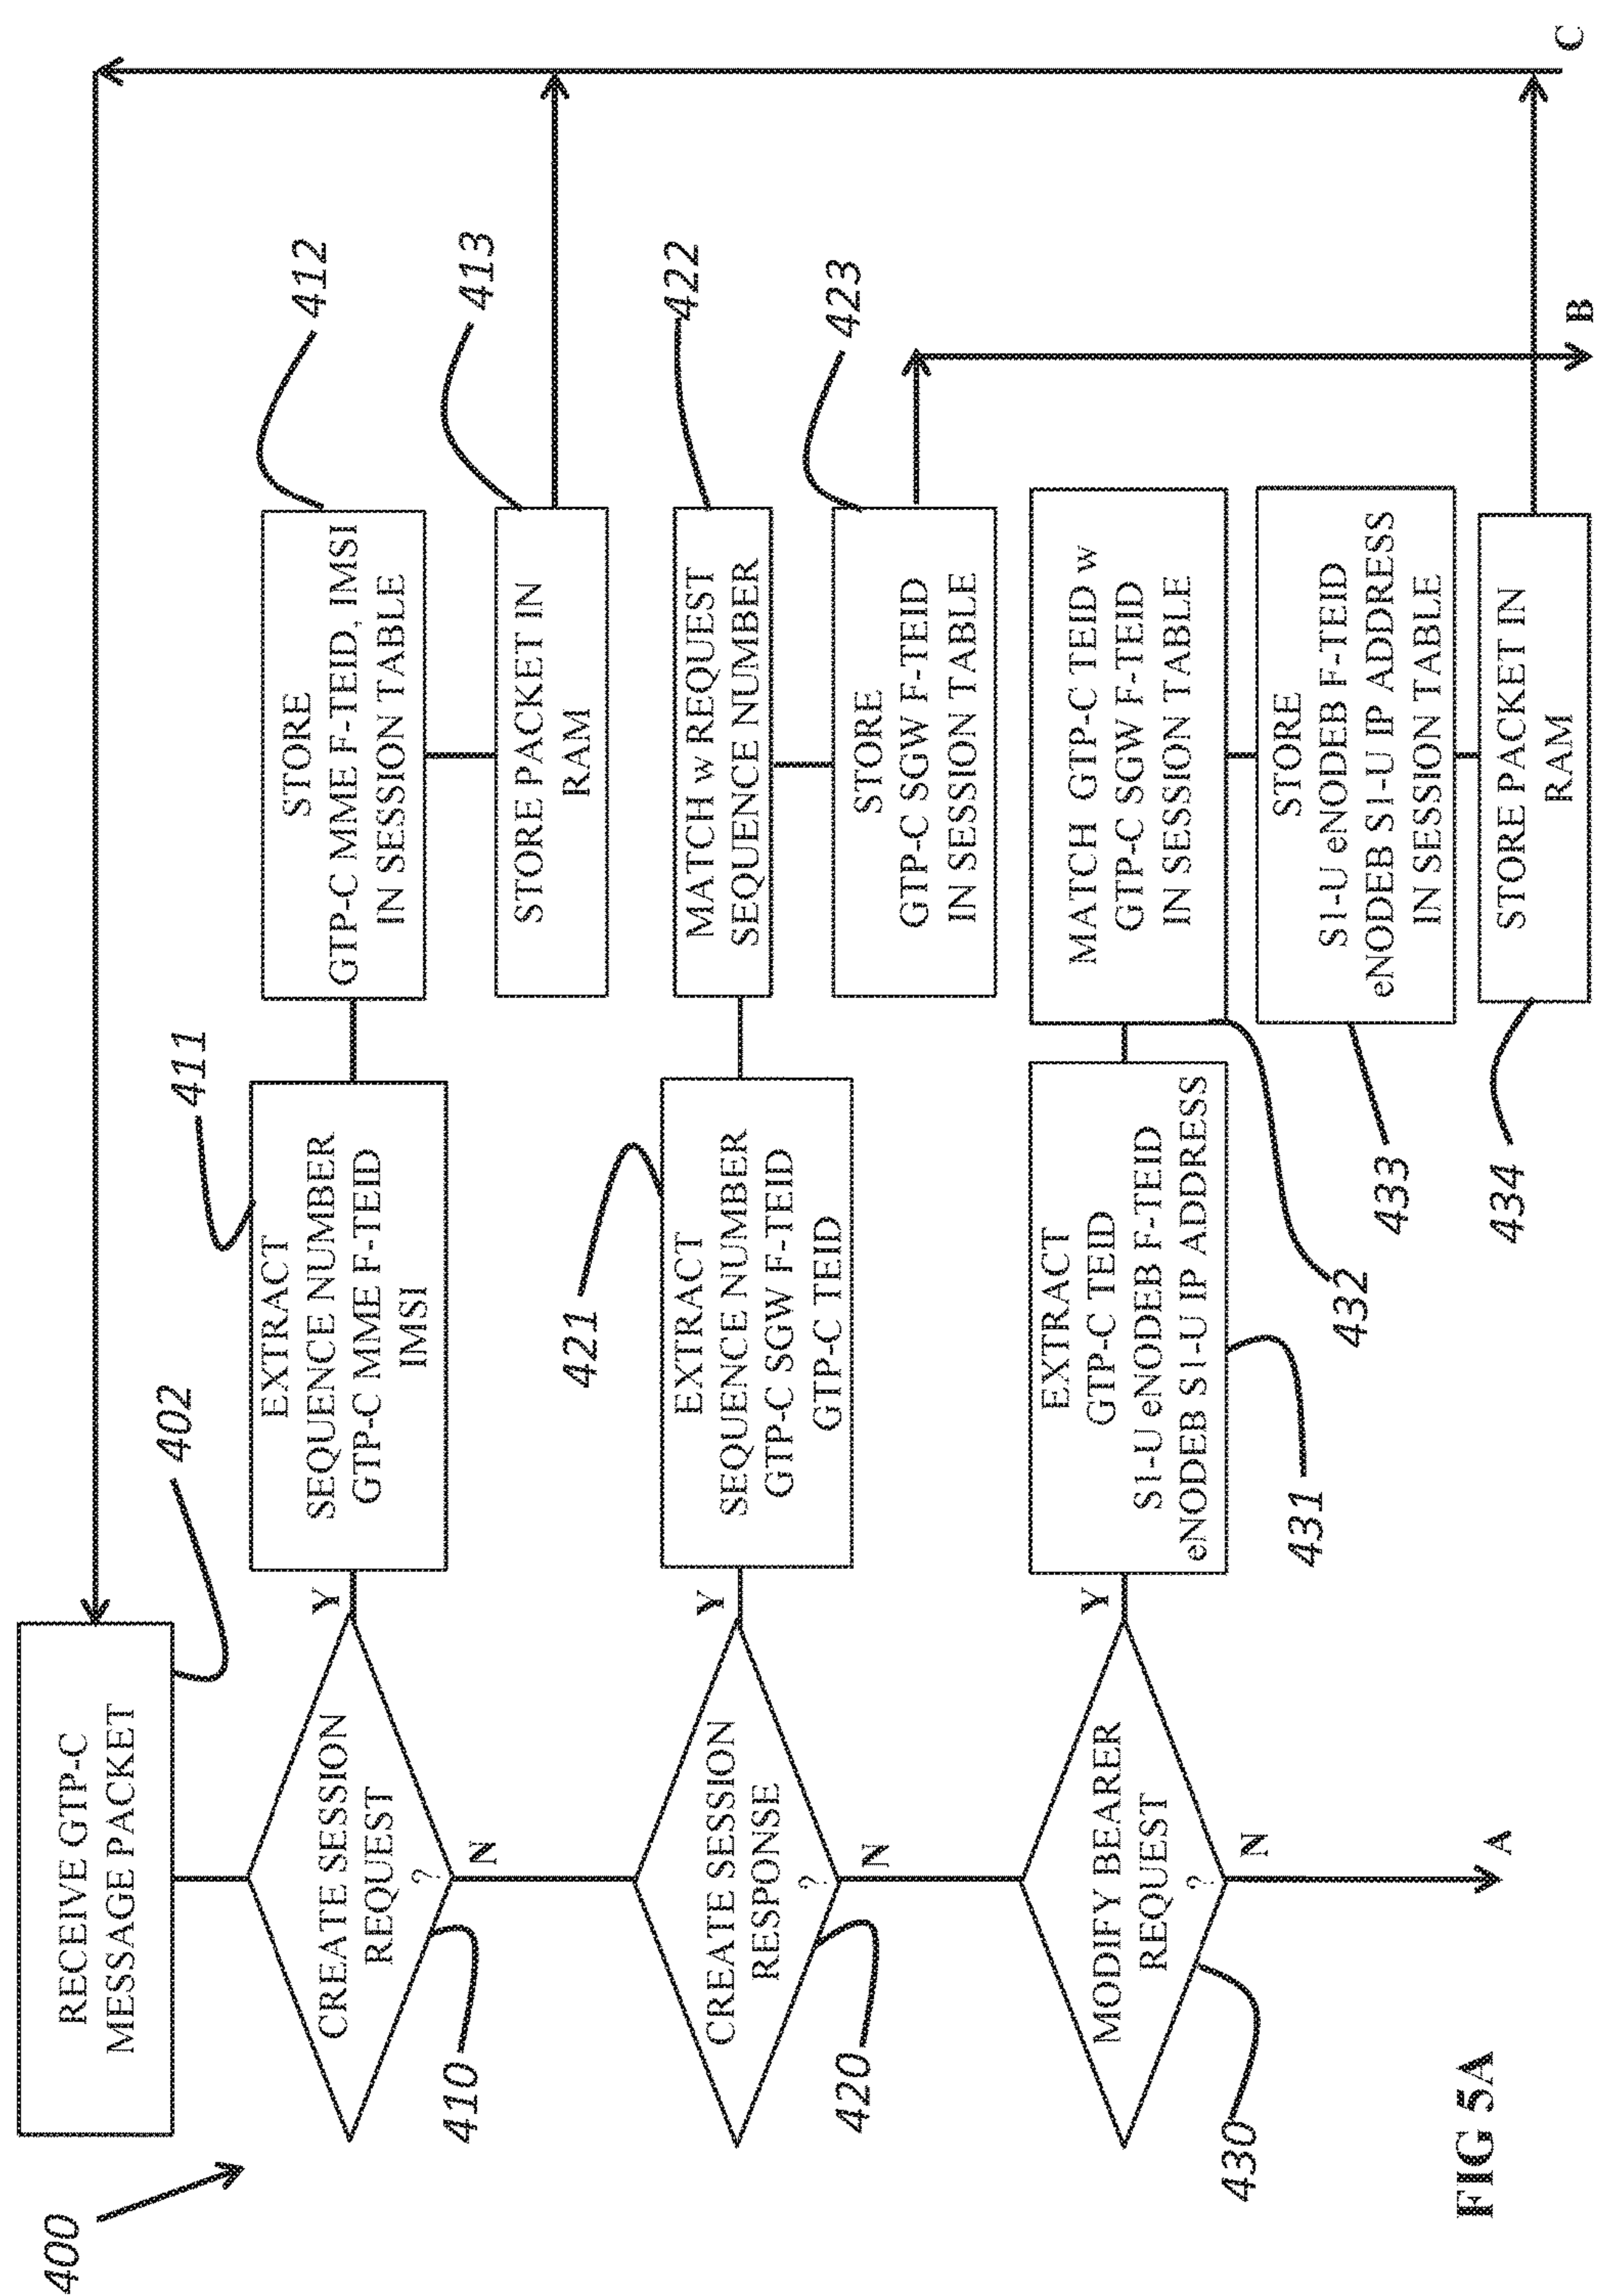 400
RECEIVE GTP-C
MESSAGE PACKET
402
CREATE SESSION
REQUEST
?
410
Y
N
EXTRACT
SEQUENCE NUMBER
GTP-C MME F-TEID
IMSI
411
STORE
GTP-C MME F-TEID, IMSI
IN SESSION TABLE
412
STORE PACKET IN
RAM
413
CREATE SESSION
RESPONSE
?
420
Y
N
EXTRACT
SEQUENCE NUMBER
GTP-C SGW F-TEID
GTP-C TEID
421
MATCH w REQUEST
SEQUENCE NUMBER
422
STORE
GTP-C SGW F-TEID
IN SESSION TABLE
423
MODIFY BEARER
REQUEST
?
430
Y
N
EXTRACT
GTP-C TEID
S1-U eNODEB F-TEID
eNODEB S1-U IP ADDRESS
431
MATCH GTP-C TEID w
GTP-C SGW F-TEID
IN SESSION TABLE
432
STORE
S1-U eNODEB F-TEID
eNODEB S1-U IP ADDRESS
IN SESSION TABLE
433
STORE PACKET IN
RAM
434
A
B
C
FIG 5A